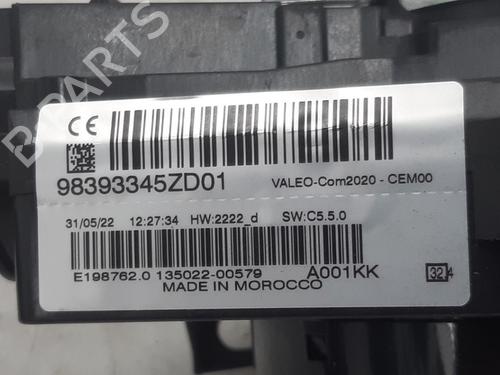 B-PARTS
CE
98393345ZD01 VALEO-Com2020 - CEM00
31/05/22 12:27:34 HW:2222_d SW:C5.5.0
E198762.0 135022-00579 A001KK 32 4
MADE IN MOROCCO